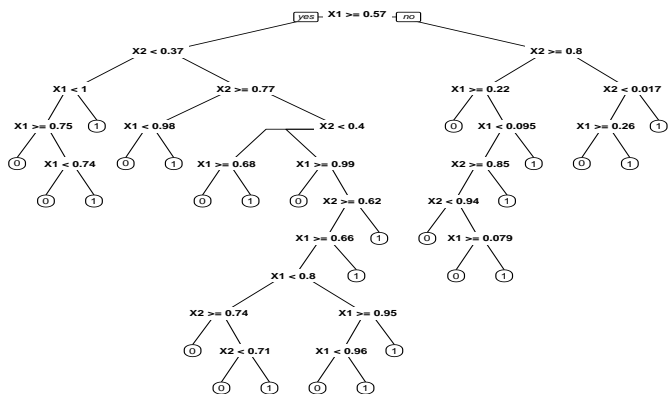 yes X1 >= 0.57 no
X2 < 0.37 X2 >= 0.8
X1 < 1 X2 >= 0.77 X1 >= 0.22 X2 < 0.017
X1 >= 0.75 1 X1 < 0.98 X2 < 0.4 0 X1 < 0.095 X1 >= 0.26 1
0 X1 < 0.74 0 1 X1 >= 0.68 X1 >= 0.99 X2 >= 0.85 1 0 1
0 1 0 1 0 X2 >= 0.62 X2 < 0.94 1
X1 >= 0.66 1 0 X1 >= 0.079
X1 < 0.8 1 0 1
X2 >= 0.74 X1 >= 0.95
0 X2 < 0.71 X1 < 0.96 1
0 1 0 1